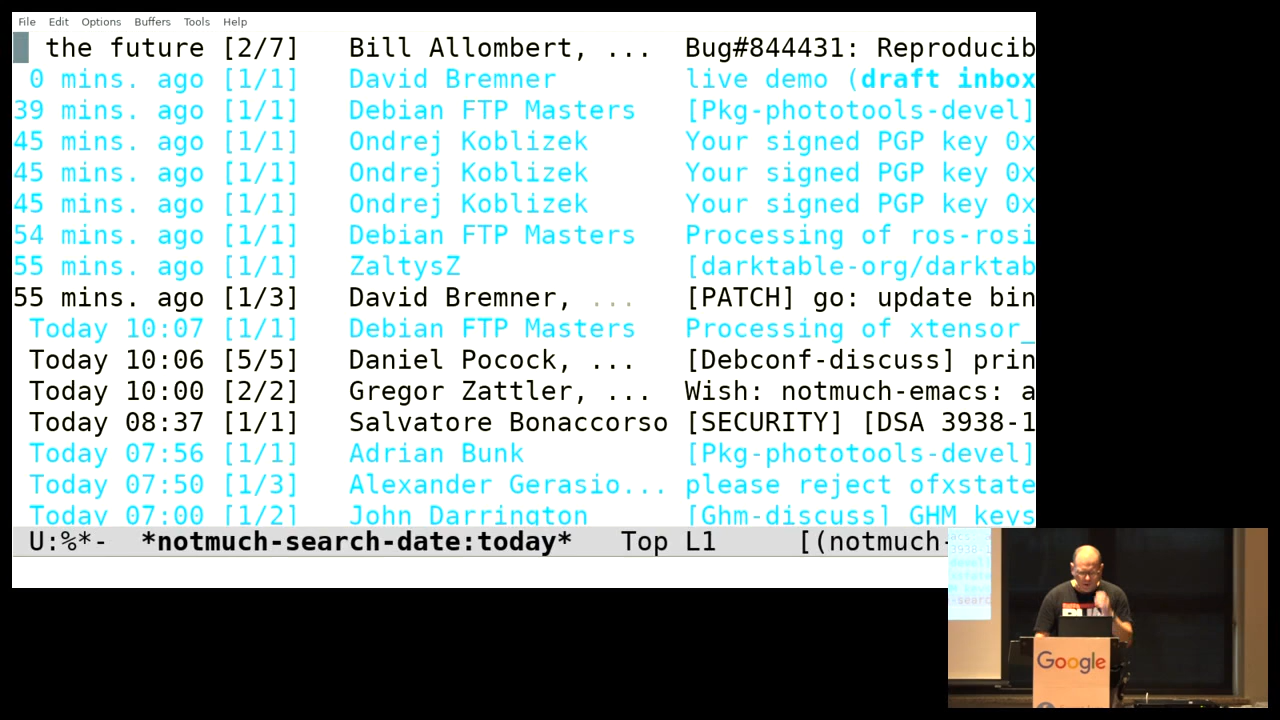 File Edit Options Buffers Tools Help
the future [2/7] Bill Allombert, ... Bug#844431: Reproducib
0 mins. ago [1/1] David Bremner live demo (draft inbox
39 mins. ago [1/1] Debian FTP Masters [Pkg-phototools-devel]
45 mins. ago [1/1] Ondrej Koblizek Your signed PGP key 0x
45 mins. ago [1/1] Ondrej Koblizek Your signed PGP key 0x
45 mins. ago [1/1] Ondrej Koblizek Your signed PGP key 0x
54 mins. ago [1/1] Debian FTP Masters Processing of ros-rosi
55 mins. ago [1/1] ZaltysZ [darktable-org/darktab
55 mins. ago [1/3] David Bremner, ... [PATCH] go: update bin
Today 10:07 [1/1] Debian FTP Masters Processing of xtensor_
Today 10:06 [5/5] Daniel Pocock, ... [Debconf-discuss] prin
Today 10:00 [2/2] Gregor Zattler, ... Wish: notmuch-emacs: a
Today 08:37 [1/1] Salvatore Bonaccorso [SECURITY] [DSA 3938-1
Today 07:56 [1/1] Adrian Bunk [Pkg-phototools-devel]
Today 07:50 [1/3] Alexander Gerasio... please reject ofxstate
Today 07:00 [1/2] John Darrington [Ghm-discuss] GHM keys
U:%*- *notmuch-search-date:today* Top L1 [(notmuch-
Google